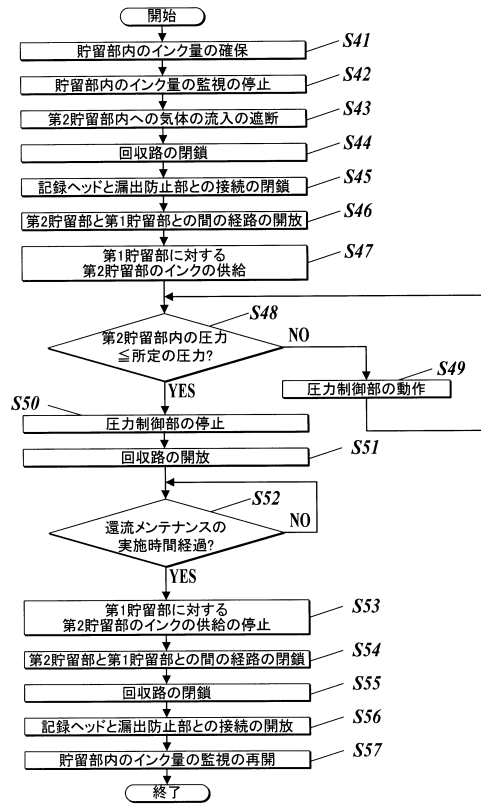 開始
貯留部内のインク量の確保
S41
貯留部内のインク量の監視の停止
S42
第2貯留部内への気体の流入の遮断
S43
回収路の閉鎖
S44
記録ヘッドと漏出防止部との接続の閉鎖
S45
第2貯留部と第1貯留部との間の経路の開放
S46
第1貯留部に対する
第2貯留部のインクの供給
S47
S48
第2貯留部内の圧力
≦所定の圧力?
NO
YES
S49
圧力制御部の動作
S50
圧力制御部の停止
回収路の開放
S51
S52
還流メンテナンスの
実施時間経過?
NO
YES
第1貯留部に対する
第2貯留部のインクの供給の停止
S53
第2貯留部と第1貯留部との間の経路の閉鎖
S54
回収路の閉鎖
S55
記録ヘッドと漏出防止部との接続の開放
S56
貯留部内のインク量の監視の再開
S57
終了